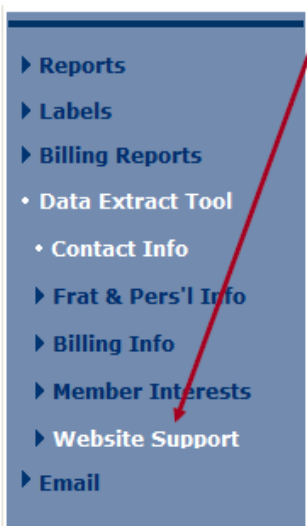 Reports
Labels
Billing Reports
Data Extract Tool
Contact Info
Frat & Pers'l Info
Billing Info
Member Interests
Website Support
Email